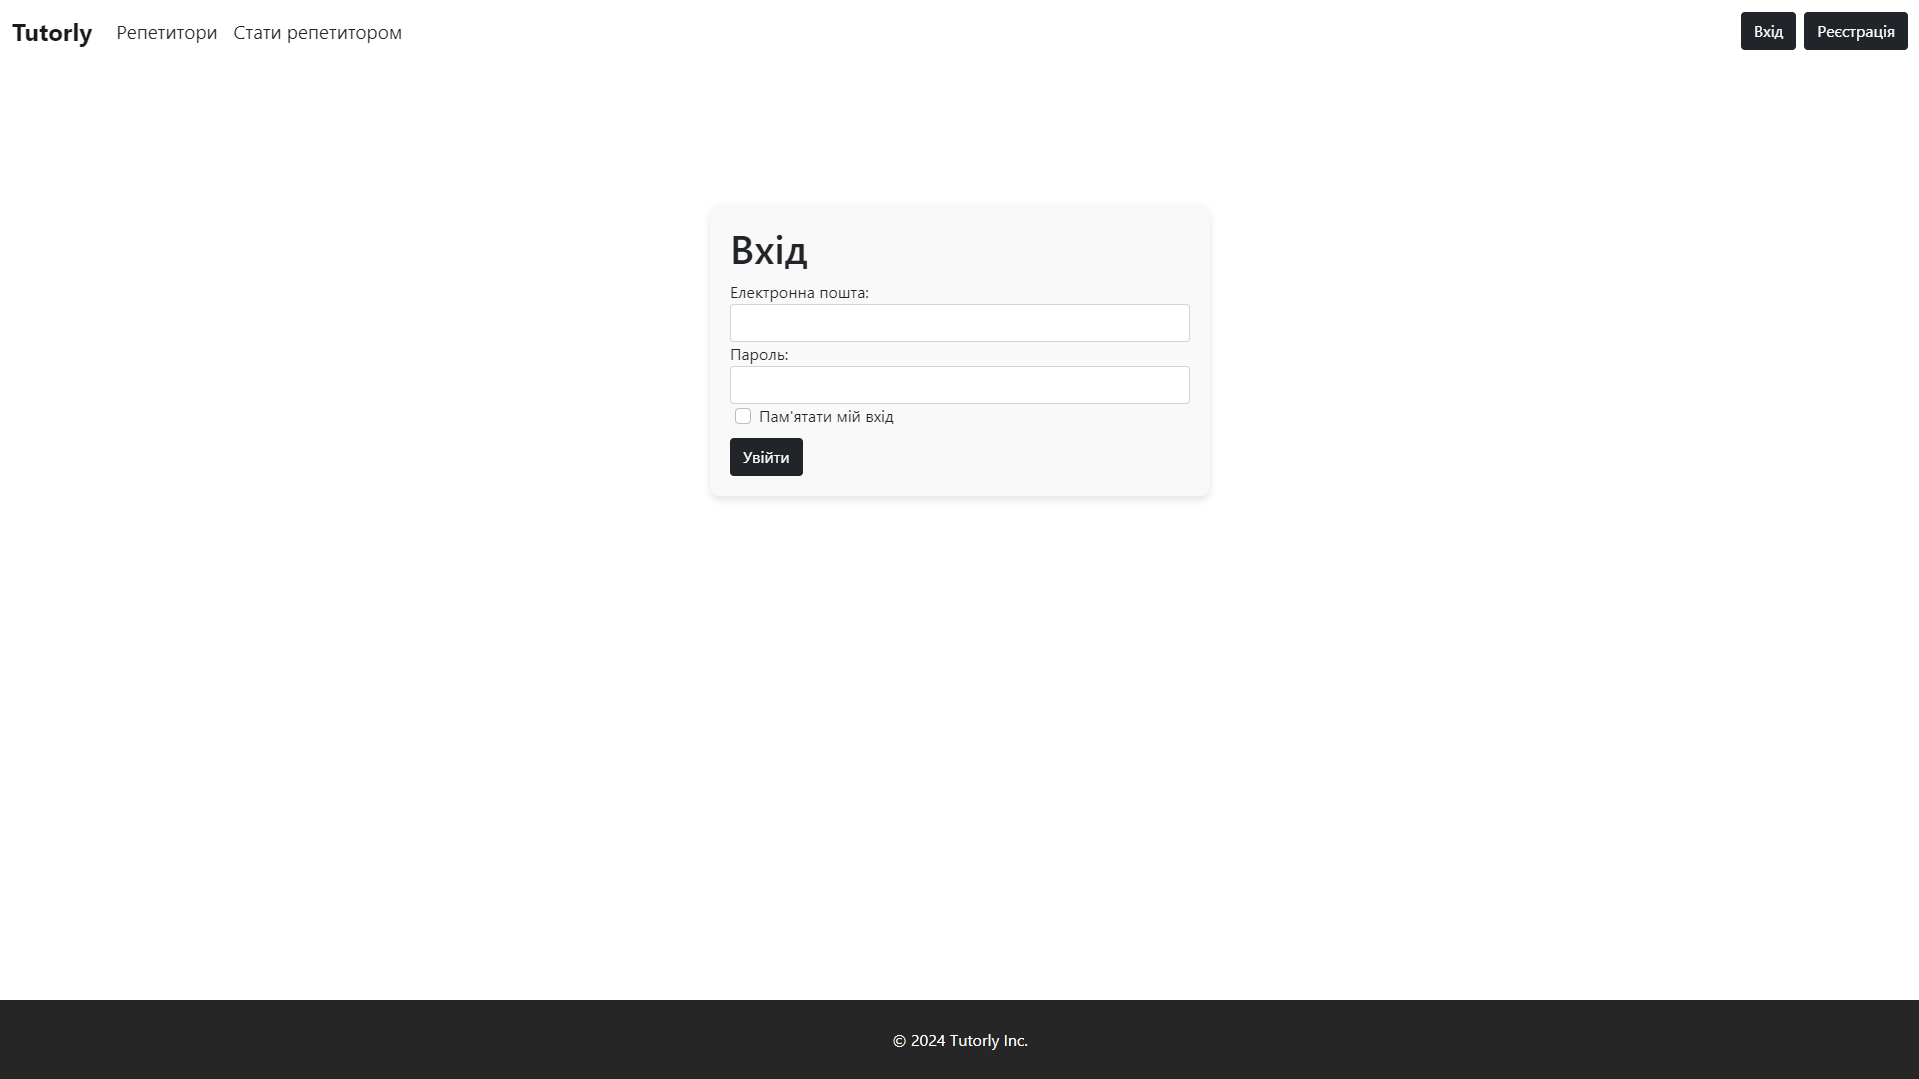 Tutorly
Репетитори
Стати репетитором
Вхід
Реєстрація
Вхід
Електронна пошта:
Пароль:
Пам'ятати мій вхід
Увійти
© 2024 Tutorly Inc.